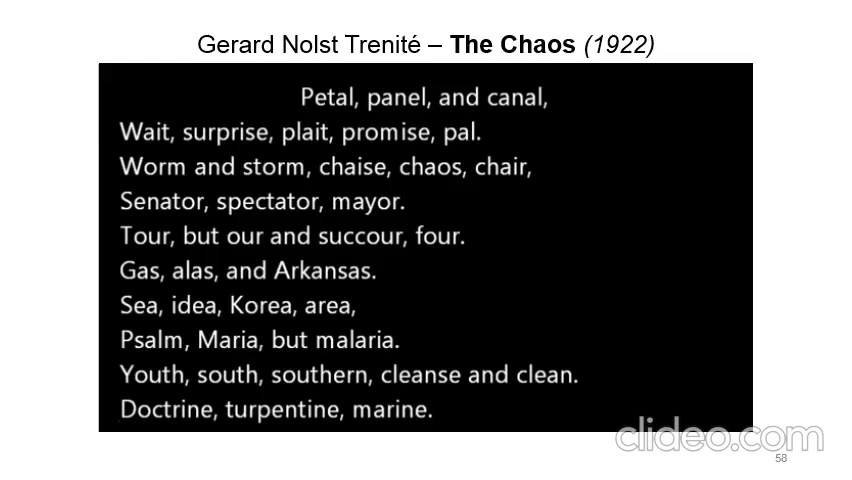 Gerard Nolst Trenité – The Chaos (1922)
Petal, panel, and canal,
Wait, surprise, plait, promise, pal.
Worm and storm, chaise, chaos, chair,
Senator, spectator, mayor.
Tour, but our and succour, four.
Gas, alas, and Arkansas.
Sea, idea, Korea, area,
Psalm, Maria, but malaria.
Youth, south, southern, cleanse and clean.
Doctrine, turpentine, marine.
clideo.com
58